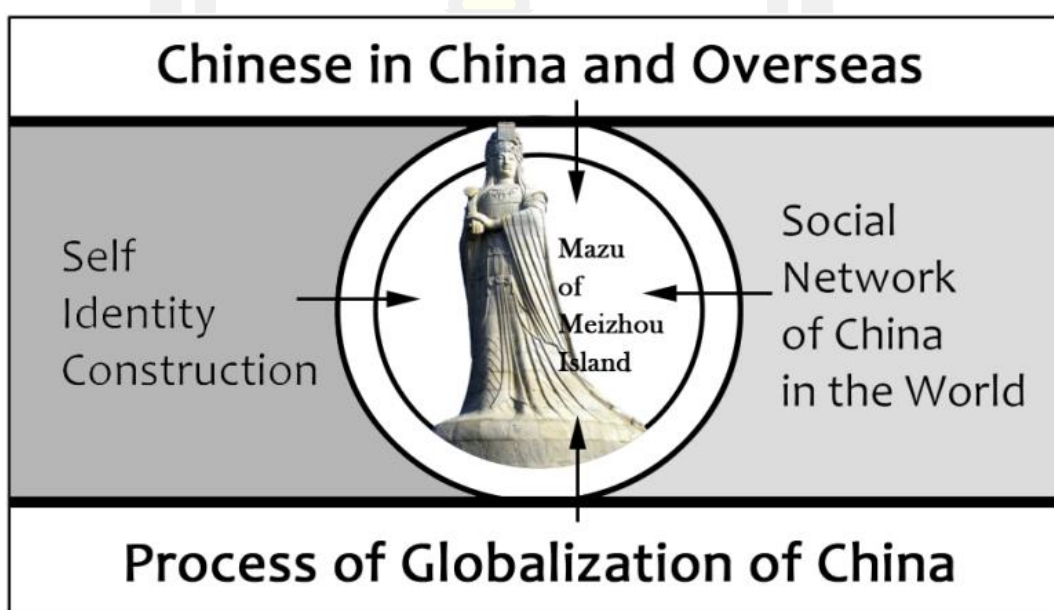 Chinese in China and Overseas
Self
Identity
Construction
Mazu
of
Meizhou
Island
Social
Network
of China
in the World
Process of Globalization of China